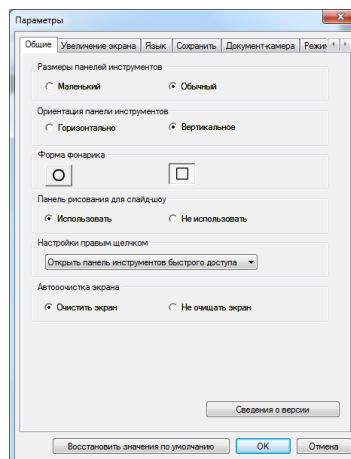 Параметры
Общие Увеличение экрана Язык Сохранить Документ-камера Режи
Размеры панелей инструментов
Маленький Обычный
Ориентация панели инструментов
Горизонтально Вертикальное
Форма фонарика
Панель рисования для слайд-шоу
Использовать Не использовать
Настройки правым щелчком
Открыть панель инструментов быстрого доступа
Автооочистка экрана
Очистить экран Не очищать экран
Сведения о версии
Восстановить значения по умолчанию OK Отмена